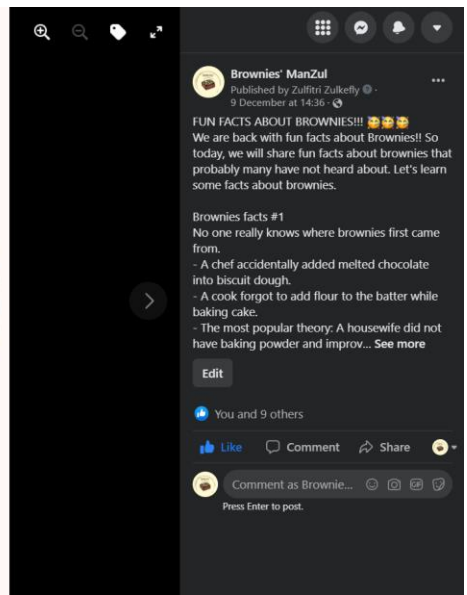 Brownies' ManZul
Published by Zulfitri Zulkefly ·
9 December at 14:36 ·
FUN FACTS ABOUT BROWNIES!!! 🥰🥰🥰
We are back with fun facts about Brownies!! So
today, we will share fun facts about brownies that
probably many have not heard about. Let's learn
some facts about brownies.
Brownies facts #1
No one really knows where brownies first came
from.
- A chef accidentally added melted chocolate
into biscuit dough.
- A cook forgot to add flour to the batter while
baking cake.
- The most popular theory: A housewife did not
have baking powder and improv... See more
Edit
You and 9 others
Like Comment Share
Comment as Brownie... GIF
Press Enter to post.